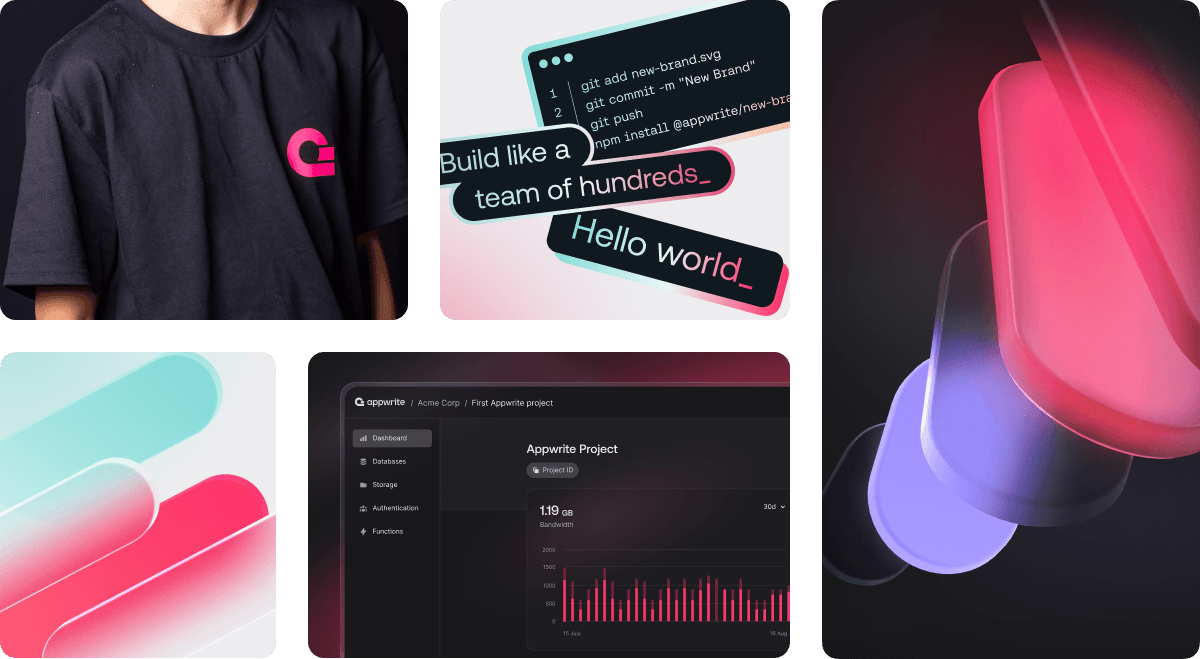 git add new-brand.svg
1
git commit -m "New Brand"
2
git push
npm install @appwrite/new-bra
Build like a
team of hundreds_
Hello world_
appwrite / Acme Corp / First Appwrite project
Dashboard
Databases
Storage
Authentication
Functions
Appwrite Project
Project ID
1.19 GB
30d
Bandwidth
2000
1500
1000
500
0
15 July
16 Aug